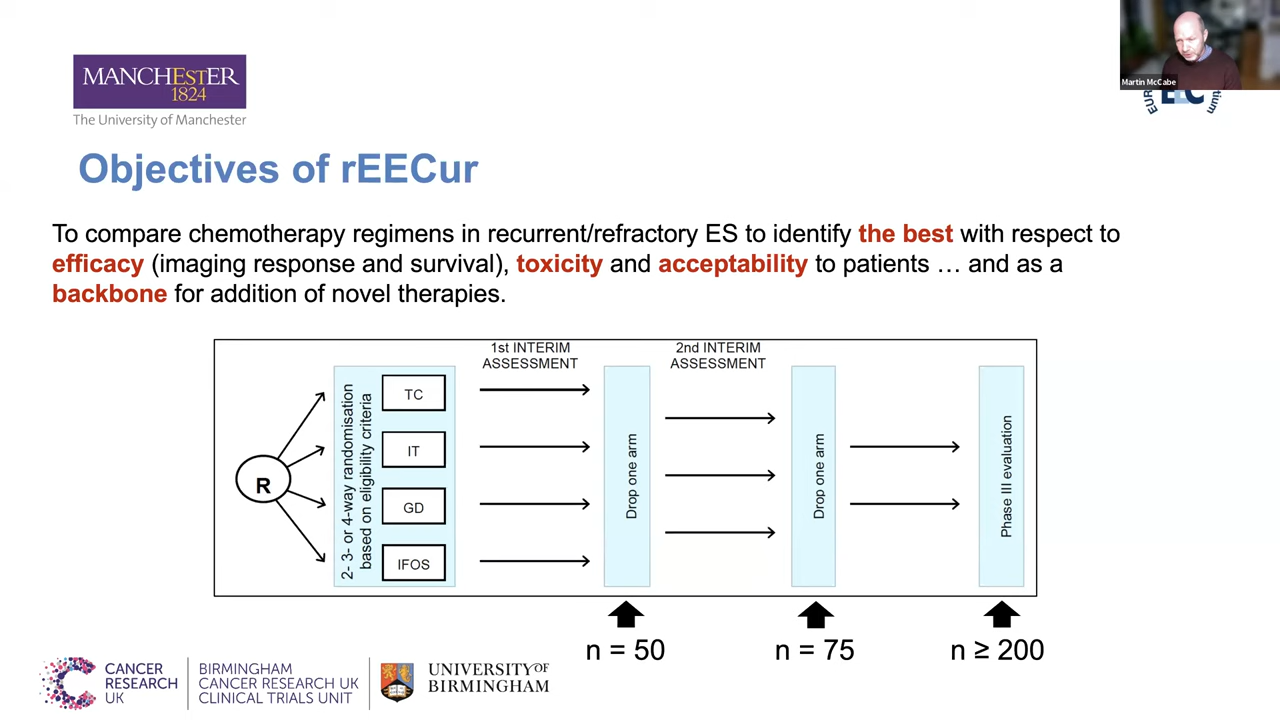 Martin McCabe
MANCHESTER
1824
The University of Manchester
EUR
EEC
tium
Objectives of rEECur
To compare chemotherapy regimens in recurrent/refractory ES to identify the best with respect to
efficacy (imaging response and survival), toxicity and acceptability to patients … and as a
backbone for addition of novel therapies.
R
2- 3- or 4-way randomisation
based on eligibility criteria
TC
IT
GD
IFOS
1st INTERIM
ASSESSMENT
Drop one arm
2nd INTERIM
ASSESSMENT
Drop one arm
Phase III evaluation
n = 50
n = 75
n ≥ 200
CANCER
RESEARCH
UK
BIRMINGHAM
CANCER RESEARCH UK
CLINICAL TRIALS UNIT
UNIVERSITY OF
BIRMINGHAM